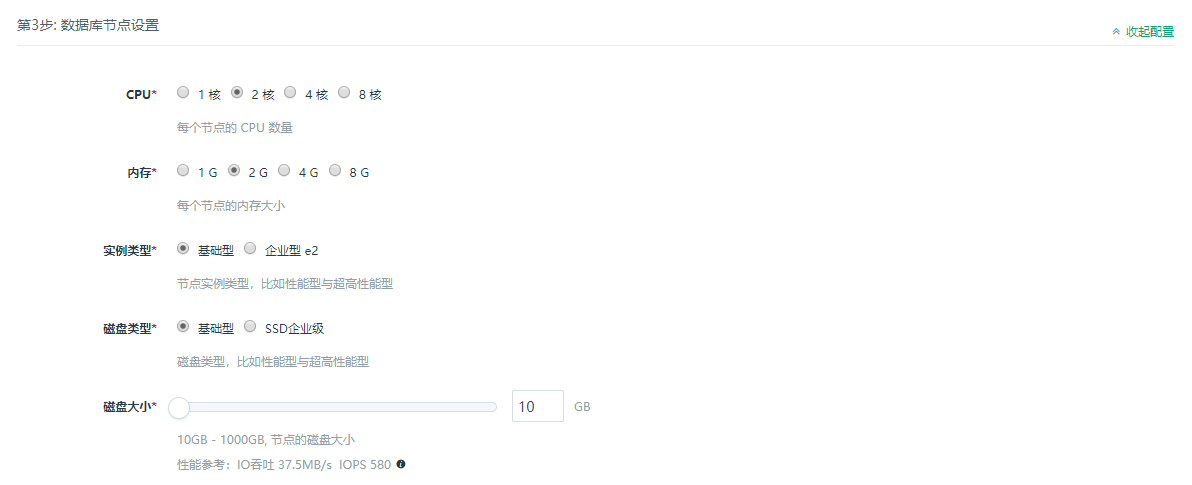 第3步: 数据库节点设置
收起配置
CPU* 1 核 2 核 4 核 8 核
每个节点的 CPU 数量
内存* 1 G 2 G 4 G 8 G
每个节点的内存大小
实例类型* 基础型 企业型 e2
节点实例类型，比如性能型与超高性能型
磁盘类型* 基础型 SSD企业级
磁盘类型，比如性能型与超高性能型
磁盘大小* 10 GB
10GB - 1000GB, 节点的磁盘大小
性能参考：IO吞吐 37.5MB/s IOPS 580